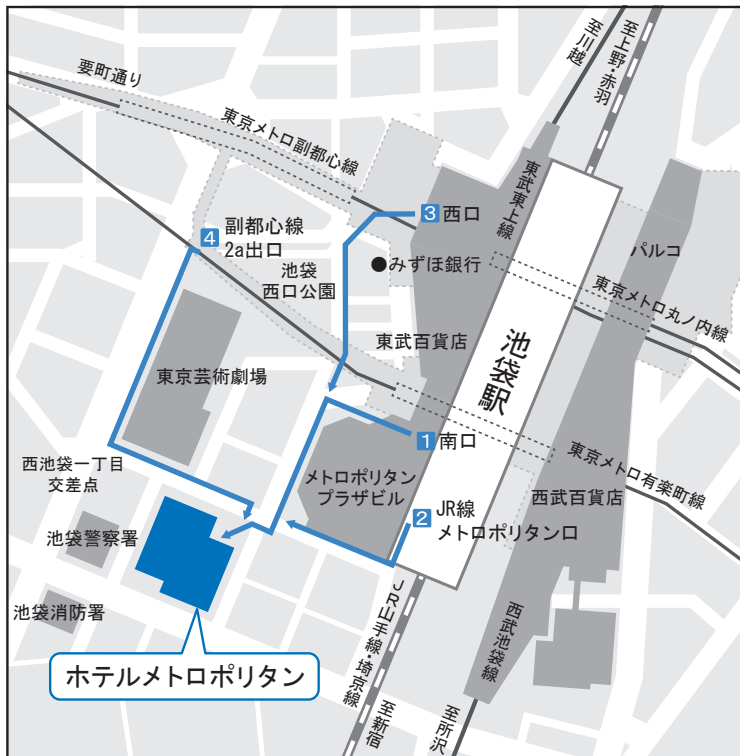 至川越
至上野・赤羽
要町通り
東京メトロ副都心線
東武東上線
3 西口
4 副都心線
2a出口
パルコ
池袋
西口公園
みずほ銀行
東京メトロ丸ノ内線
東武百貨店
池袋駅
東京芸術劇場
1 南口
西池袋一丁目
交差点
メトロポリタン
プラザビル
東京メトロ有楽町線
西武百貨店
2 JR線
メトロポリタン口
池袋警察署
池袋消防署
JR山手線・埼京線
西武池袋線
ホテルメトロポリタン
至新宿
至所沢